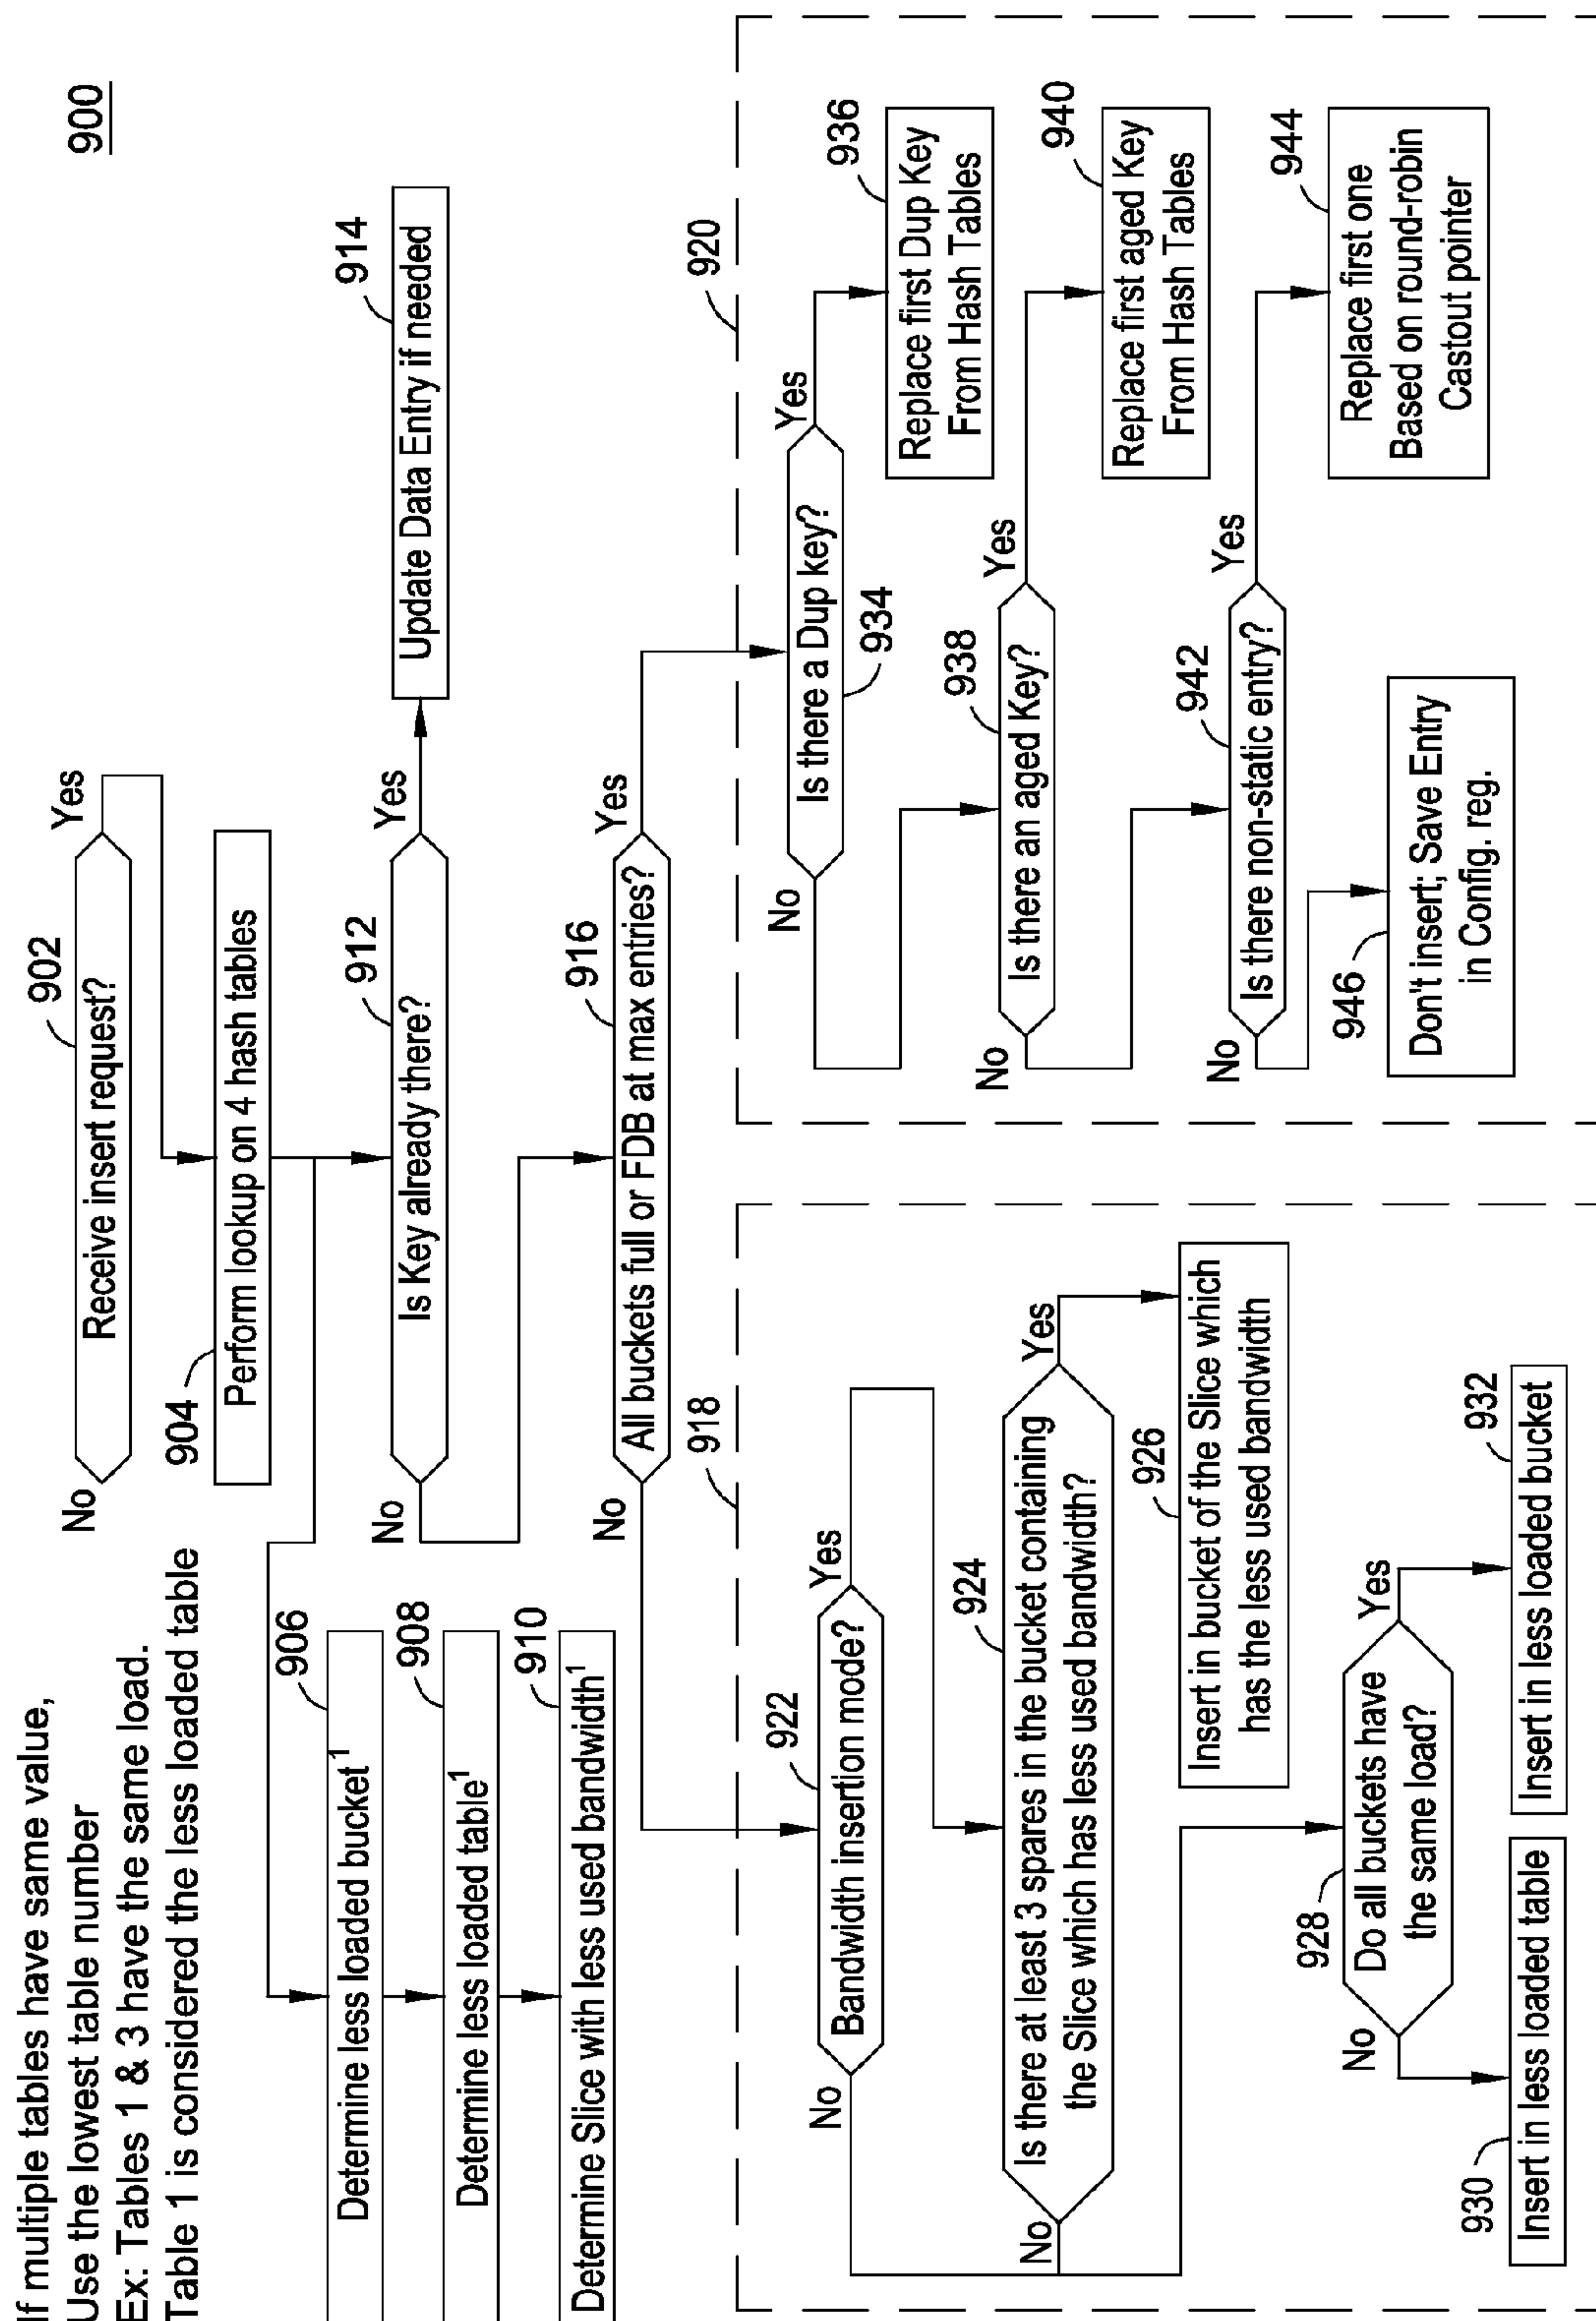 900
If multiple tables have same value,
Use the lowest table number
Ex: Tables 1 & 3 have the same load.
Table 1 is considered the less loaded table
902
No
Receive insert request?
Yes
904
Perform lookup on 4 hash tables
906
Determine less loaded bucket¹
908
Determine less loaded table¹
910
Determine Slice with less used bandwidth¹
912
No
Is Key already there?
Yes
914
Update Data Entry if needed
916
No
All buckets full or FDB at max entries?
Yes
918
922
No
Bandwidth insertion mode?
Yes
924
No
Is there at least 3 spares in the bucket containing
the Slice which has less used bandwidth?
Yes
926
Insert in bucket of the Slice which
has the less used bandwidth
928
No
Do all buckets have
the same load?
Yes
930
Insert in less loaded table
932
Insert in less loaded bucket
920
No
Is there a Dup key?
Yes
934
936
Replace first Dup Key
From Hash Tables
938
No
Is there an aged Key?
Yes
940
Replace first aged Key
From Hash Tables
942
No
Is there non-static entry?
Yes
944
Replace first one
Based on round-robin
Castout pointer
946
Don't insert; Save Entry
in Config. reg.